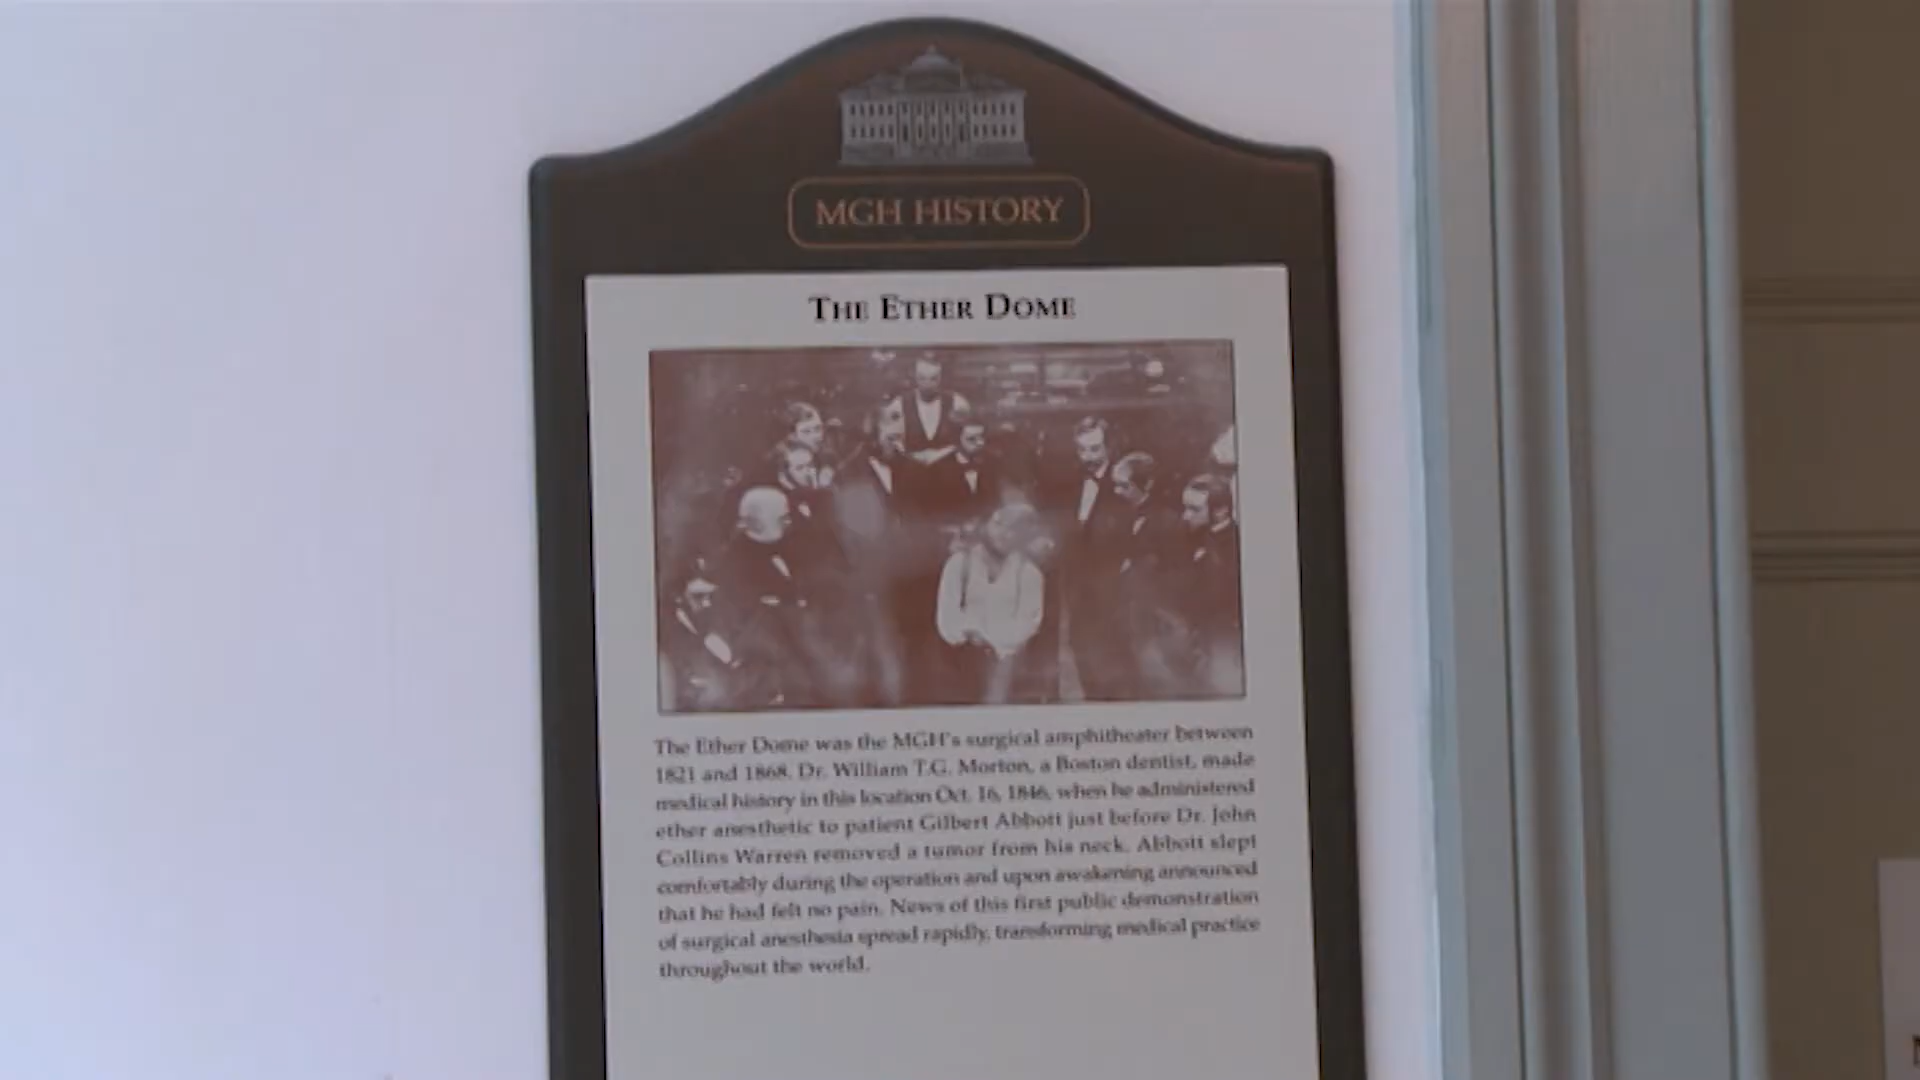 MGH HISTORY
THE ETHER DOME
The Ether Dome was the MGH's surgical amphitheater between
1821 and 1868. Dr. William T.G. Morton, a Boston dentist, made
medical history in this location Oct. 16, 1846, when he administered
ether anesthetic to patient Gilbert Abbott just before Dr. John
Collins Warren removed a tumor from his neck. Abbott slept
comfortably during the operation and upon awakening announced
that he had felt no pain. News of this first public demonstration
of surgical anesthesia spread rapidly, transforming medical practice
throughout the world.